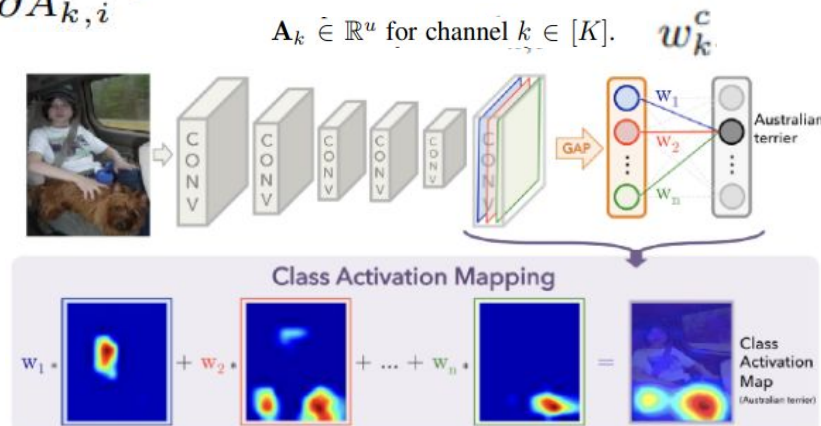 ∂A_{k,i}
A_k ∈ ℝ^u for channel k ∈ [K].
w_k^c
CONV
CONV
CONV
CONV
CONV
CONV
GAP
w_1
w_2
w_n
Australian
terrier
Class Activation Mapping
w_1 * + w_2 * + ... + w_n * =
Class
Activation
Map
(Australian terrier)